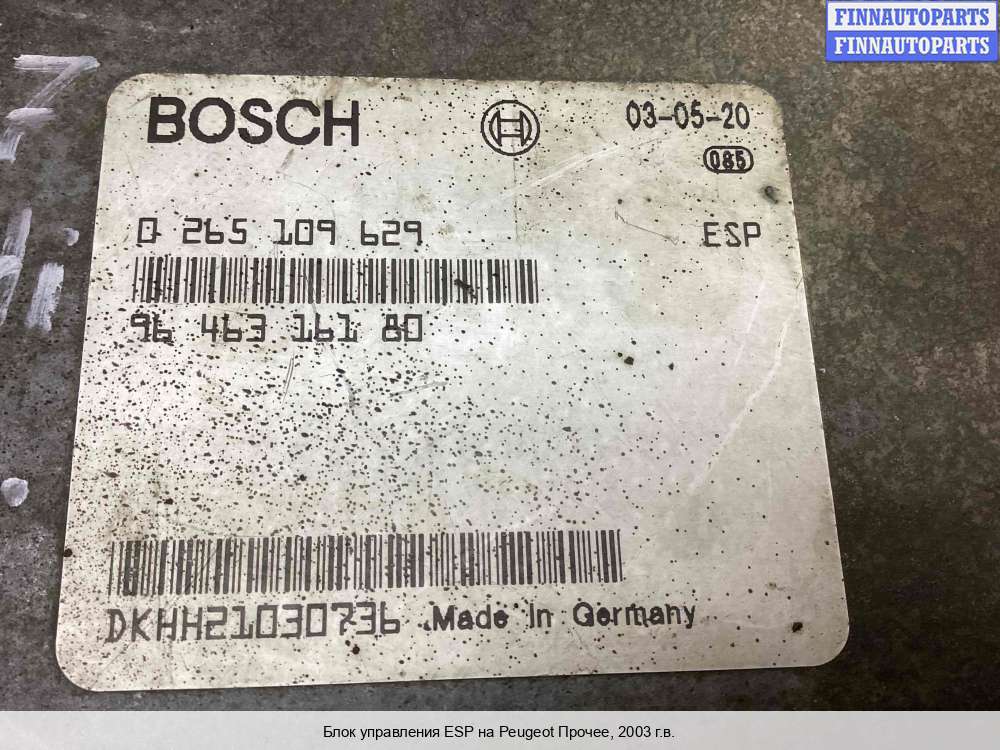 FINNAUTOPARTS
FINNAUTOPARTS
BOSCH
03-05-20
085
0 265 109 629
ESP
96 463 161 80
DKHH21030736 Made in Germany
Блок управления ESP на Peugeot Прочее, 2003 г.в.